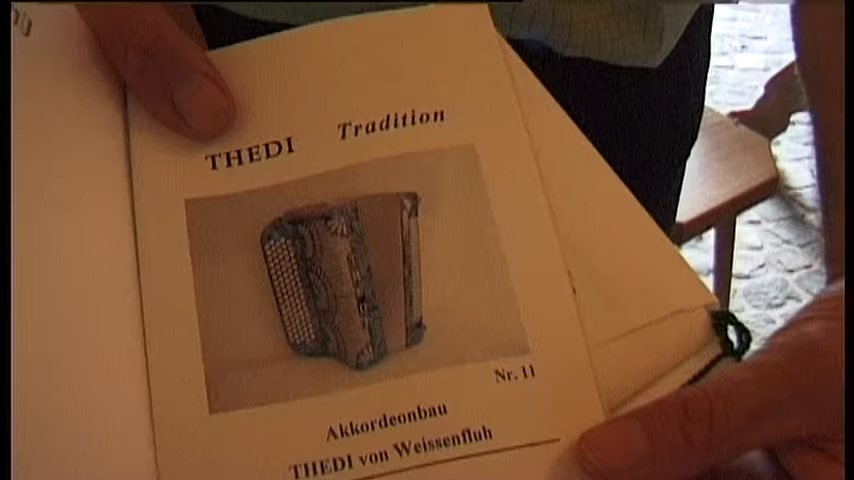 THEDI Tradition
Nr. 11
Akkordeonbau
THEDI von Weissenfluh